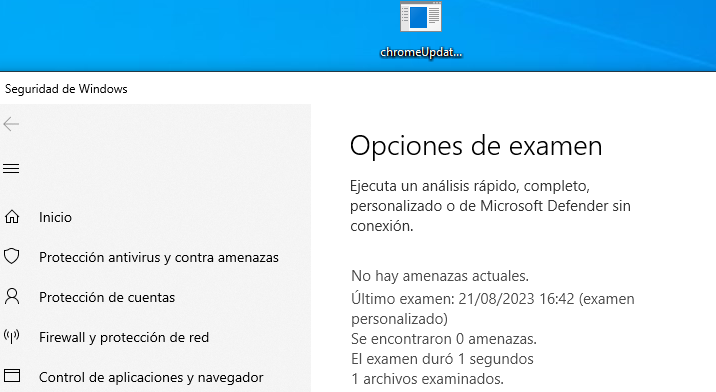 chromeUpdat...
Seguridad de Windows
Opciones de examen
Ejecuta un análisis rápido, completo,
personalizado o de Microsoft Defender sin
conexión.
Inicio
Protección antivirus y contra amenazas
Protección de cuentas
Firewall y protección de red
Control de aplicaciones y navegador
No hay amenazas actuales.
Último examen: 21/08/2023 16:42 (examen
personalizado)
Se encontraron 0 amenazas.
El examen duró 1 segundos
1 archivos examinados.